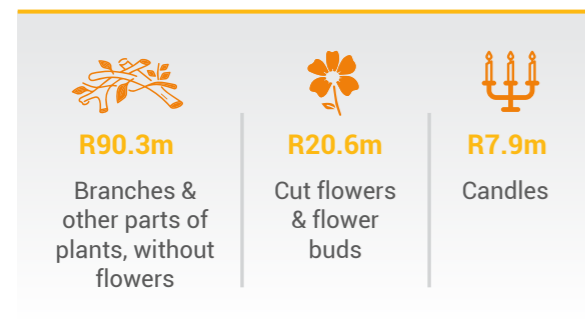 R90.3m
Branches &
other parts of
plants, without
flowers
R20.6m
Cut flowers
& flower
buds
R7.9m
Candles